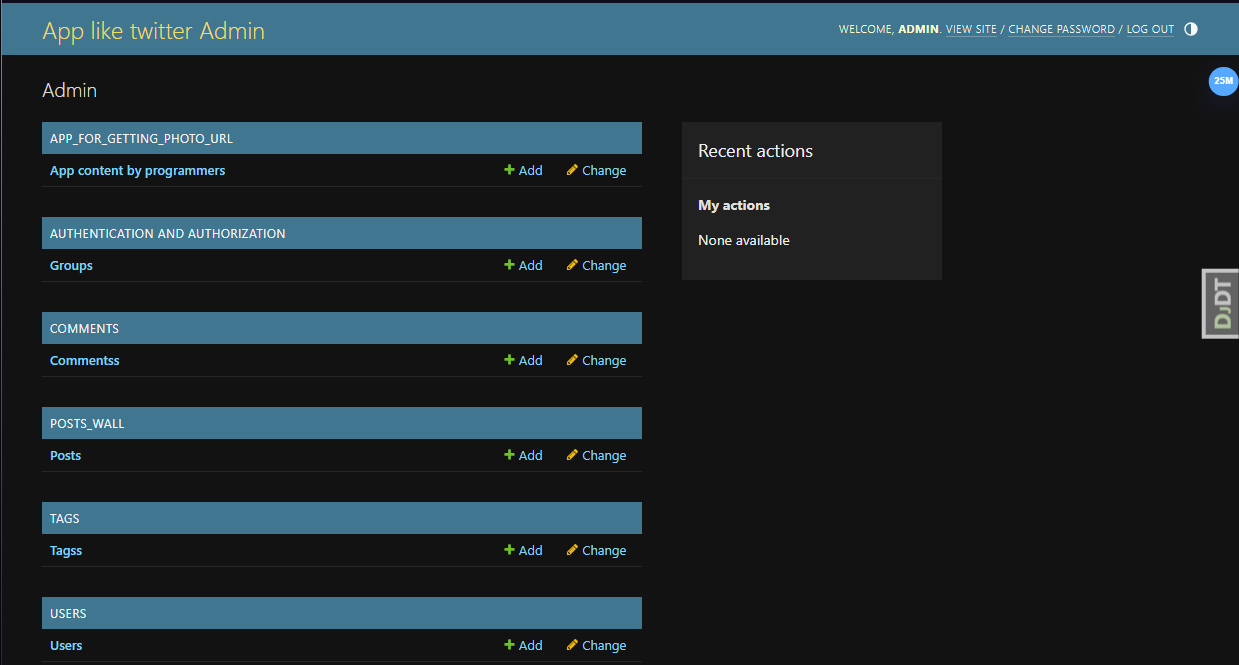 App like twitter Admin
WELCOME, ADMIN. VIEW SITE / CHANGE PASSWORD / LOG OUT
25M
Admin
APP_FOR_GETTING_PHOTO_URL
App content by programmers Add Change
AUTHENTICATION AND AUTHORIZATION
Groups Add Change
COMMENTS
Commentss Add Change
POSTS_WALL
Posts Add Change
TAGS
Tagss Add Change
USERS
Users Add Change
Recent actions
My actions
None available
DJDT